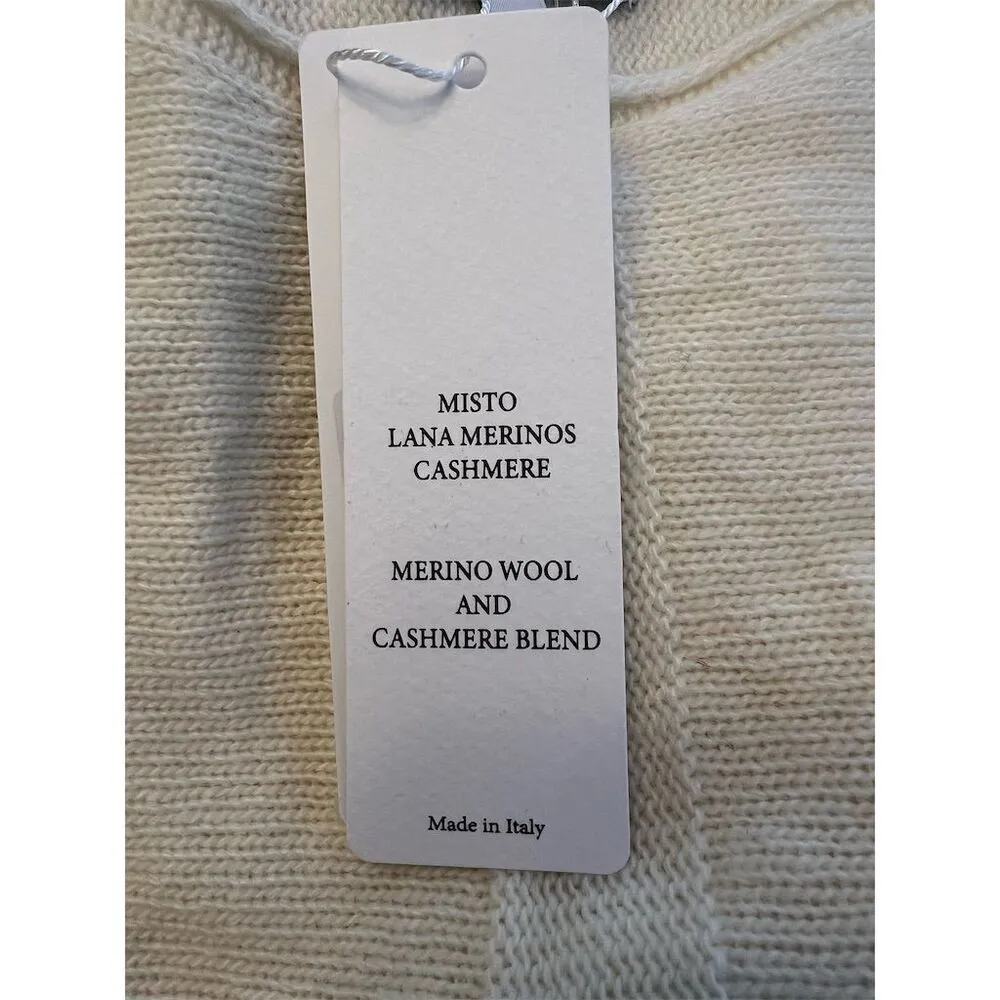 MISTO
LANA MERINOS
CASHMERE
MERINO WOOL
AND
CASHMERE BLEND
Made in Italy